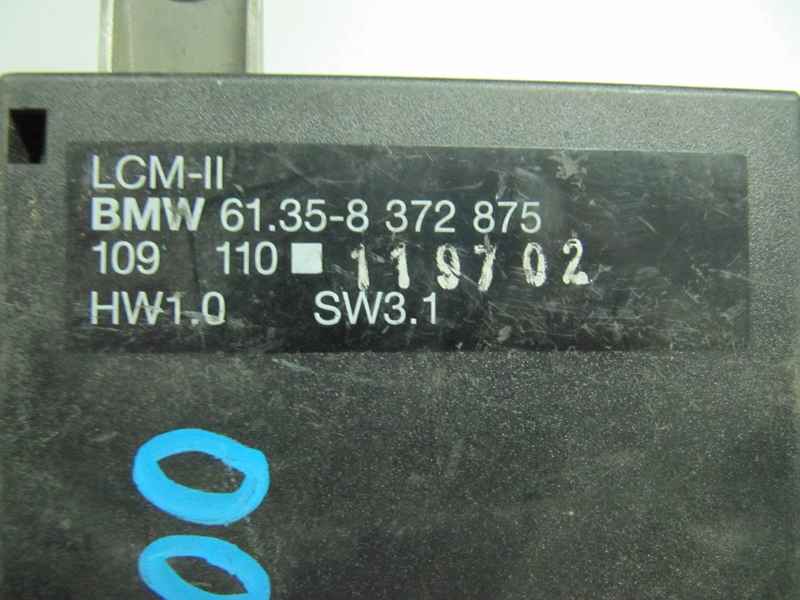 LCM-II
BMW 61.35-8 372 875
109 110 119702
HW1.0 SW3.1
00